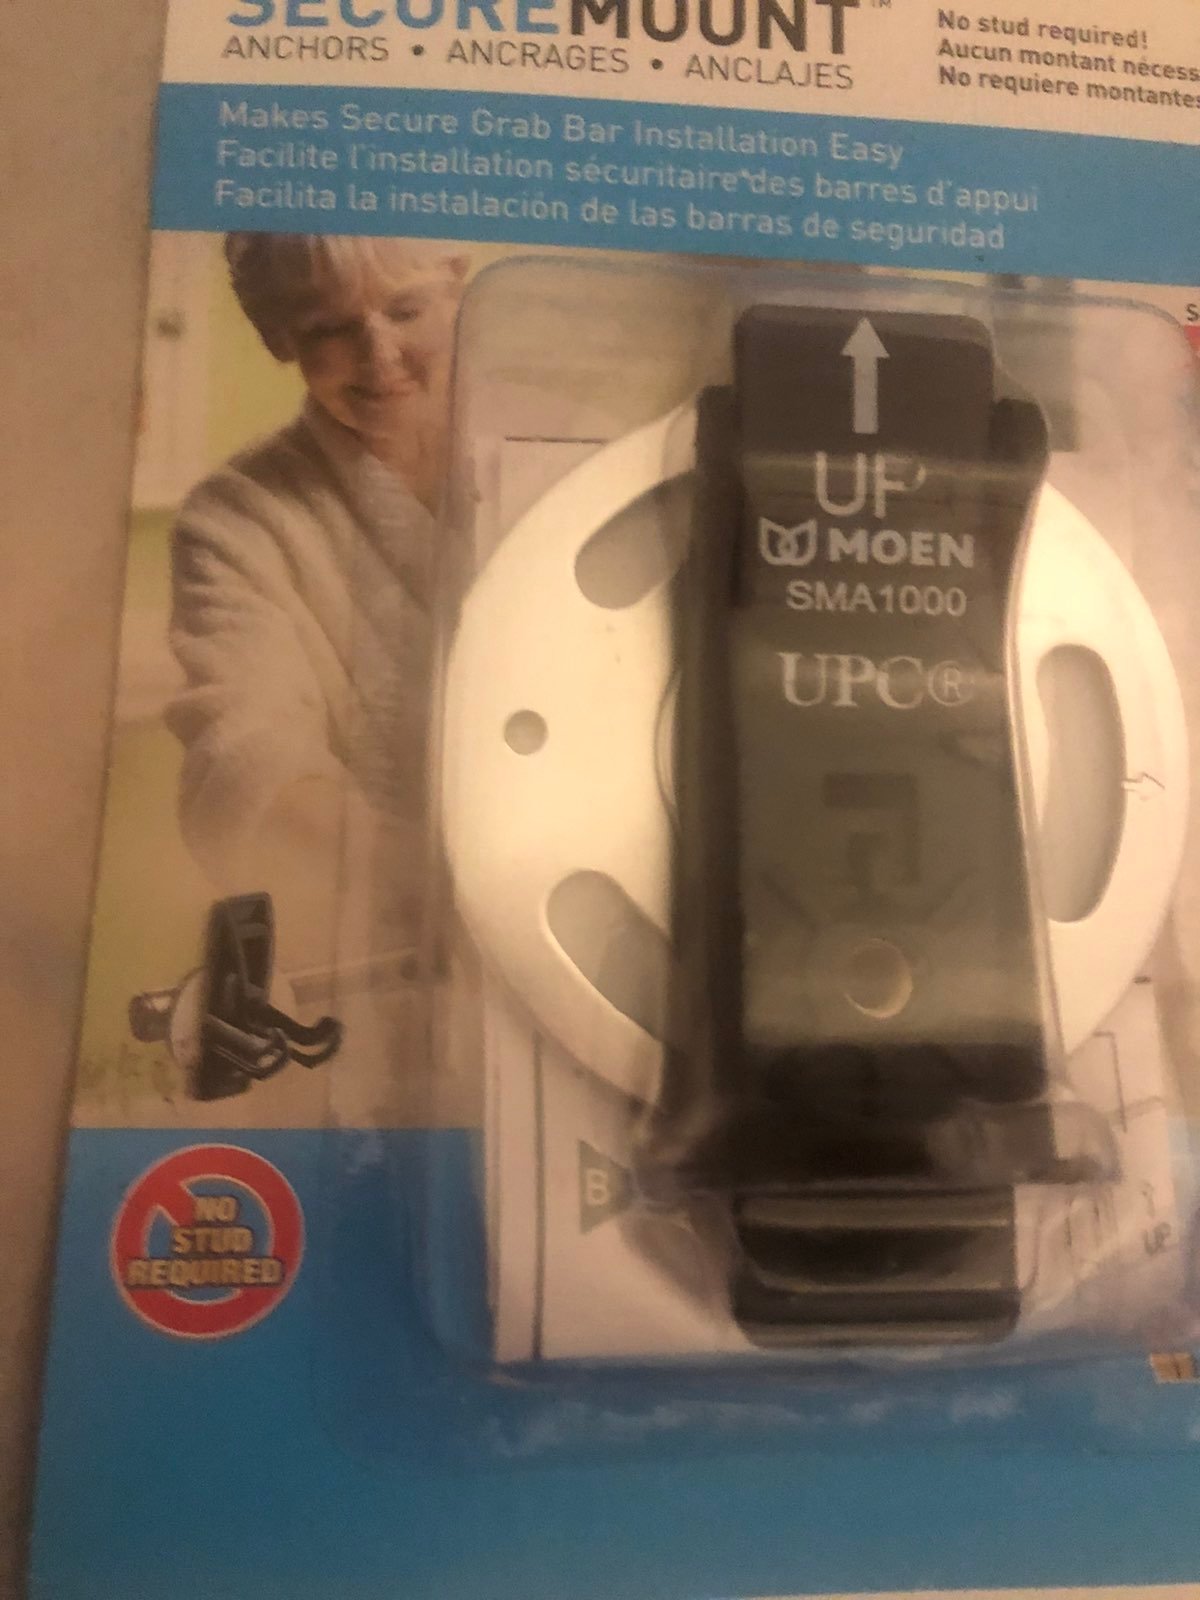 SECUREMOUNT™
ANCHORS • ANCRAGES • ANCLAJES
No stud required!
Aucun montant nécess
No requiere montantes
Makes Secure Grab Bar Installation Easy
Facilite l'installation sécuritaire des barres d'appui
Facilita la instalación de las barras de seguridad
S
UP
MOEN
SMA1000
UPC®
NO
STUD
REQUIRED
B
UP